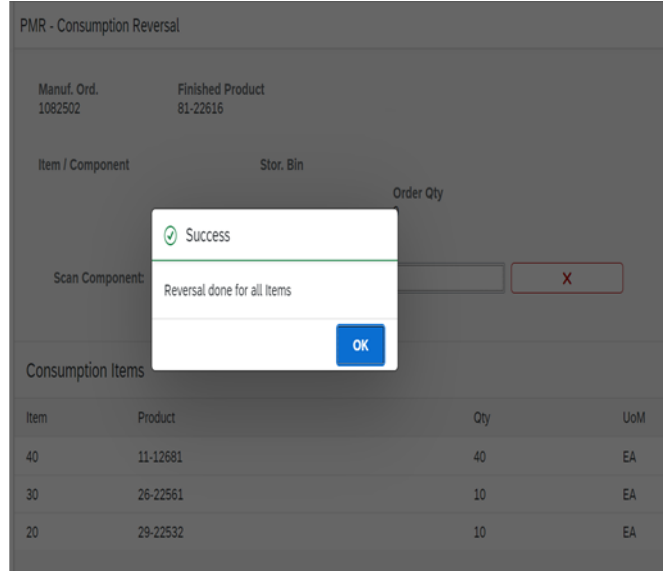 PMR - Consumption Reversal
Manuf. Ord. Finished Product
1082502 81-22616
Item / Component Stor. Bin
Order Qty
Success
Scan Component: X
Reversal done for all Items
OK
Consumption Items
Item Product Qty UoM
40 11-12681 40 EA
30 26-22561 10 EA
20 29-22532 10 EA